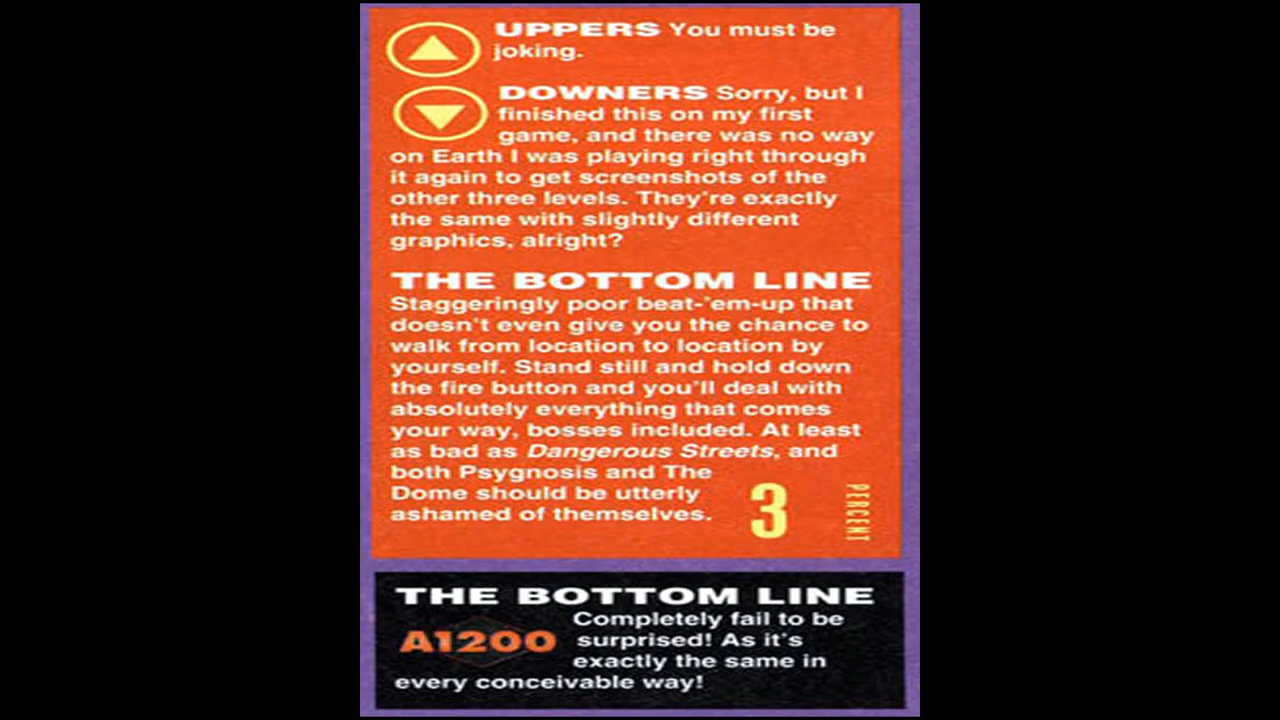 UPPERS You must be
joking.
DOWNERS Sorry, but I
finished this on my first
game, and there was no way
on Earth I was playing right through
it again to get screenshots of the
other three levels. They're exactly
the same with slightly different
graphics, alright?
THE BOTTOM LINE
Staggeringly poor beat-'em-up that
doesn't even give you the chance to
walk from location to location by
yourself. Stand still and hold down
the fire button and you'll deal with
absolutely everything that comes
your way, bosses included. At least
as bad as Dangerous Streets, and
both Psygnosis and The
Dome should be utterly
ashamed of themselves.
3 PERCENT
THE BOTTOM LINE
A1200
Completely fail to be
surprised! As it's
exactly the same in
every conceivable way!